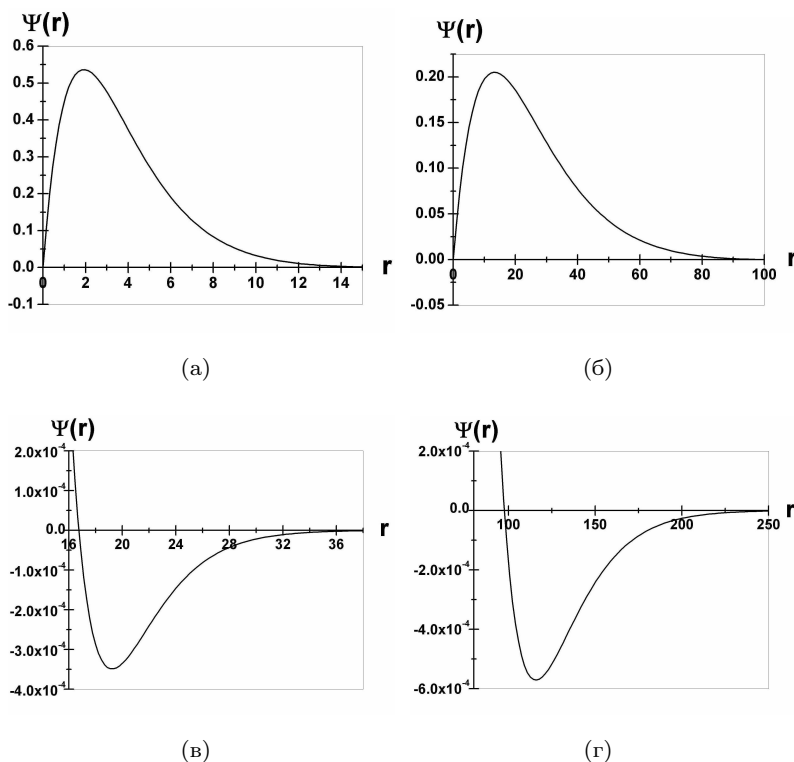 Ψ(r)
0.6
0.5
0.4
0.3
0.2
0.1
0.0
-0.1
0 2 4 6 8 10 12 14
r
(а)
Ψ(r)
0.20
0.15
0.10
0.05
0.00
-0.05
0 20 40 60 80 100
r
(б)
Ψ(r)
2.0x10⁻⁴
1.0x10⁻⁴
0.0
-1.0x10⁻⁴
-2.0x10⁻⁴
-3.0x10⁻⁴
-4.0x10⁻⁴
16 20 24 28 32 36
r
(в)
Ψ(r)
2.0x10⁻⁴
0.0
-2.0x10⁻⁴
-4.0x10⁻⁴
-6.0x10⁻⁴
100 150 200 250
r
(г)